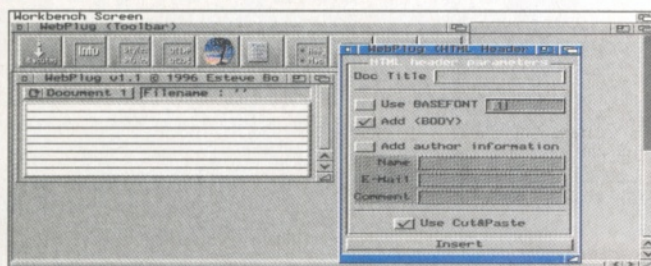 Workbench Screen
WebPlug (Toolbar)
Info
WebPlug v1.1 © 1996 Esteve Bo
Document 1 Filename : ''
WebPlug (HTML Header
HTML header parameters
Doc Title
Use BASEFONT 1
Add <BODY>
Add author information
Name
E-Mail
Comment
Use Cut&Paste
Insert